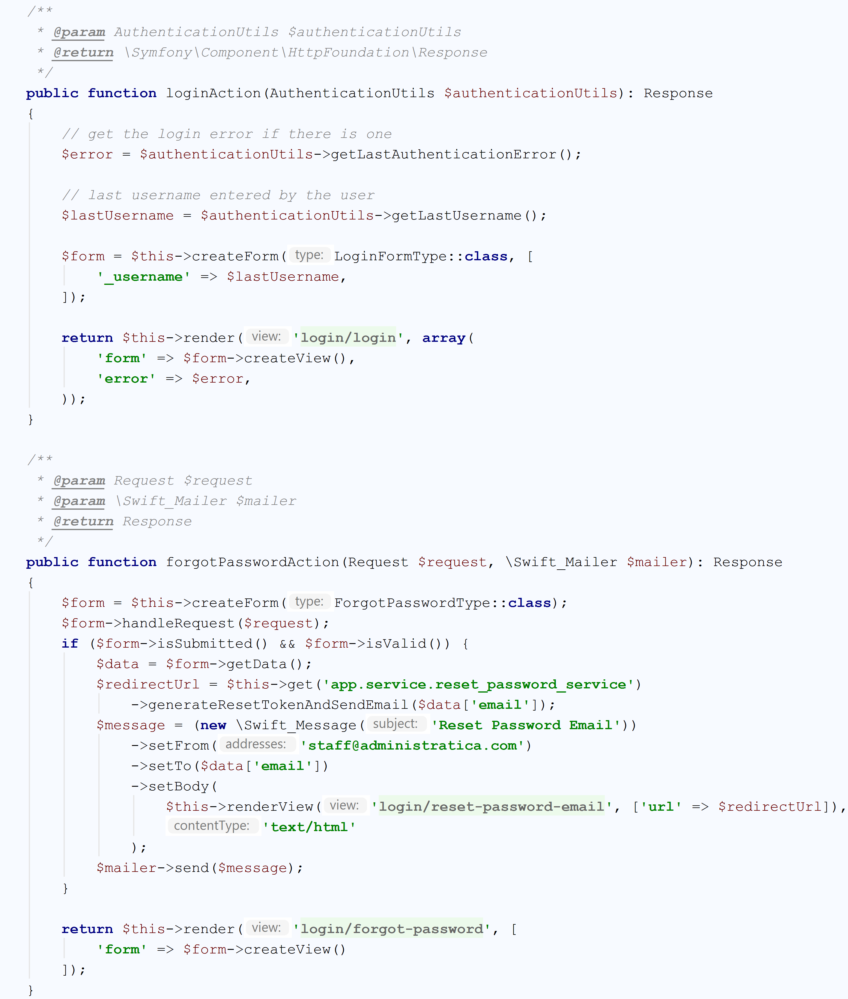 /**
 * @param AuthenticationUtils $authenticationUtils
 * @return \Symfony\Component\HttpFoundation\Response
 */
public function loginAction(AuthenticationUtils $authenticationUtils): Response
{
    // get the login error if there is one
    $error = $authenticationUtils->getLastAuthenticationError();

    // last username entered by the user
    $lastUsername = $authenticationUtils->getLastUsername();

    $form = $this->createForm( type: LoginFormType::class, [
        '_username' => $lastUsername,
    ]);

    return $this->render( view: 'login/login', array(
        'form' => $form->createView(),
        'error' => $error,
    ));
}

/**
 * @param Request $request
 * @param \Swift_Mailer $mailer
 * @return Response
 */
public function forgotPasswordAction(Request $request, \Swift_Mailer $mailer): Response
{
    $form = $this->createForm( type: ForgotPasswordType::class);
    $form->handleRequest($request);
    if ($form->isSubmitted() && $form->isValid()) {
        $data = $form->getData();
        $redirectUrl = $this->get('app.service.reset_password_service')
            ->generateResetTokenAndSendEmail($data['email']);
        $message = (new \Swift_Message( subject: 'Reset Password Email'))
            ->setFrom( addresses: 'staff@administratica.com')
            ->setTo($data['email'])
            ->setBody(
                $this->renderView( view: 'login/reset-password-email', ['url' => $redirectUrl]),
                contentType: 'text/html'
            );
        $mailer->send($message);
    }

    return $this->render( view: 'login/forgot-password', [
        'form' => $form->createView()
    ]);
}